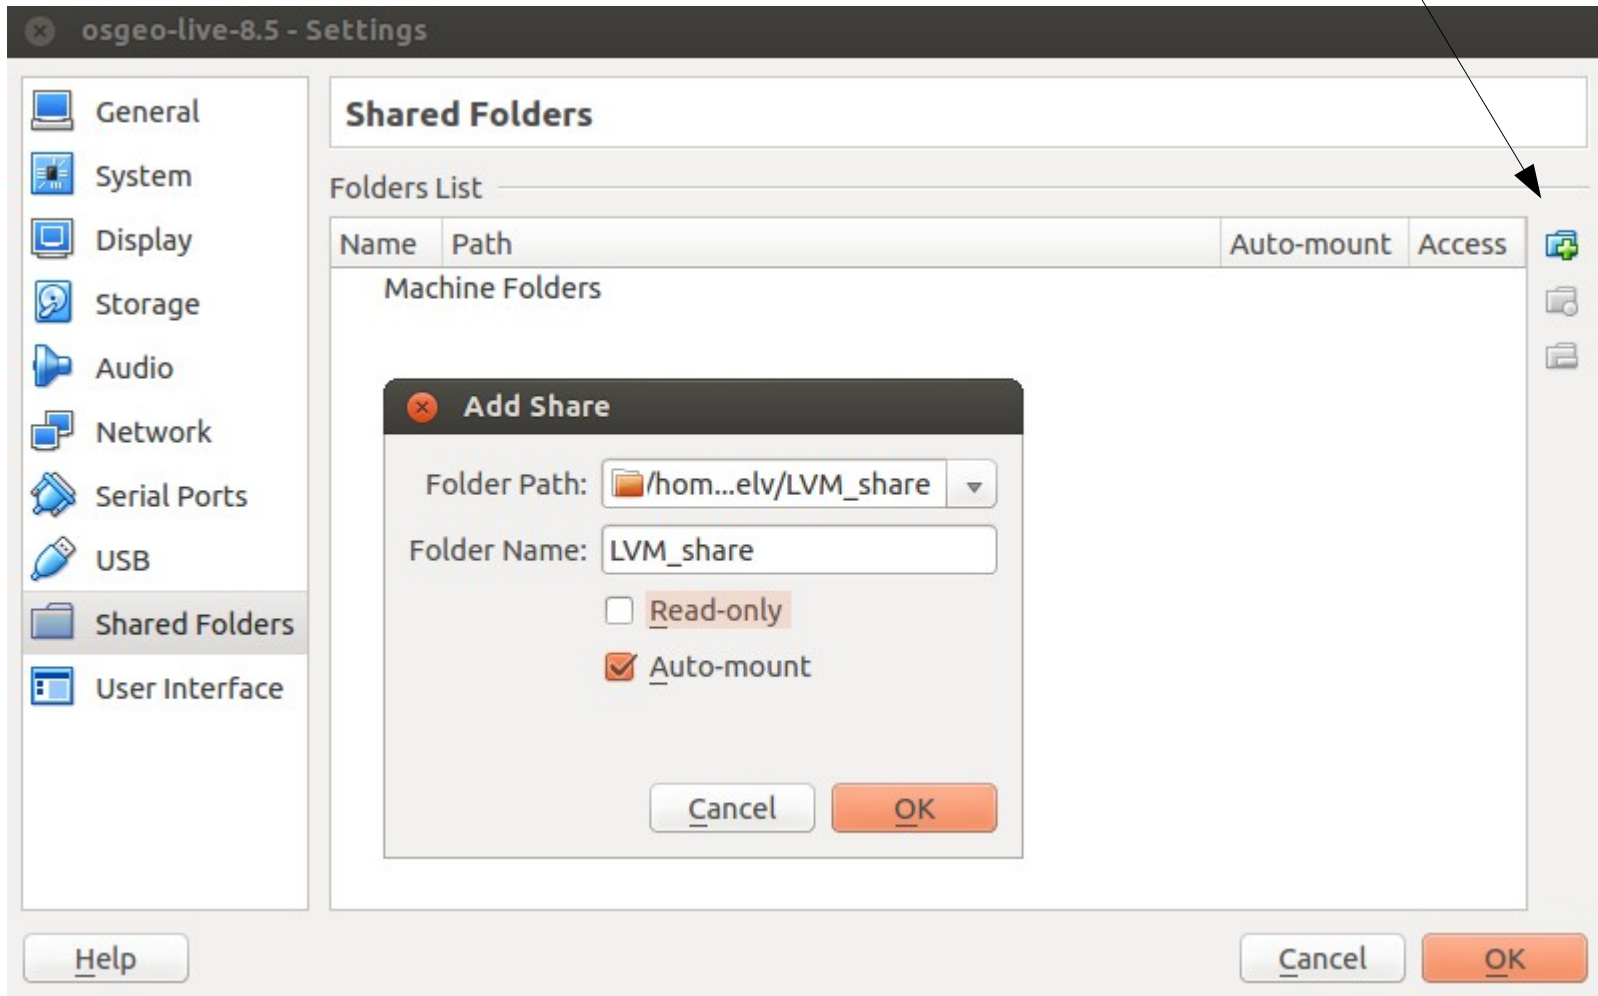 osgeo-live-8.5 - Settings
General
System
Display
Storage
Audio
Network
Serial Ports
USB
Shared Folders
User Interface
Shared Folders
Folders List
Name Path Auto-mount Access
Machine Folders
Add Share
Folder Path: /hom...elv/LVM_share
Folder Name: LVM_share
Read-only
Auto-mount
Cancel OK
Help Cancel OK